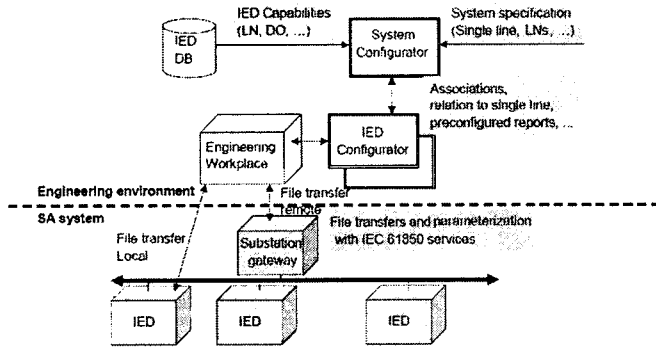 IED Capabilities
(LN, DO, ...)
System specification
(Single line, LNs, ...)
IED
DB
System
Configurator
Associations,
relation to single line,
preconfigured reports, ...
IED
Configurator
Engineering
Workplace
Engineering environment
File transfer
remote
SA system
File transfers and parameterization
with IEC 61850 services
File transfer
Local
Substation
gateway
IED
IED
IED